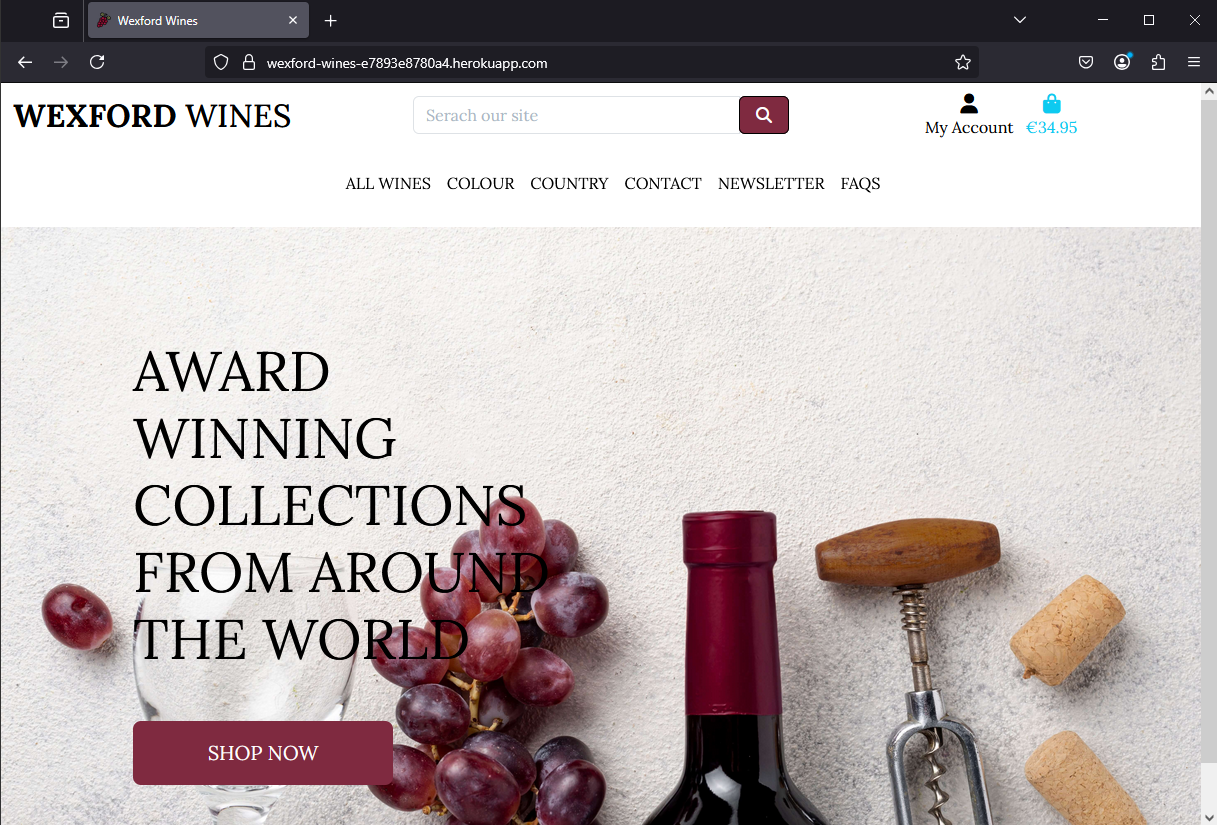 Wexford Wines
wexford-wines-e7893e8780a4.herokuapp.com
WEXFORD WINES
Serach our site
My Account
€34.95
ALL WINES COLOUR COUNTRY CONTACT NEWSLETTER FAQS
AWARD
WINNING
COLLECTIONS
FROM AROUND
THE WORLD
SHOP NOW